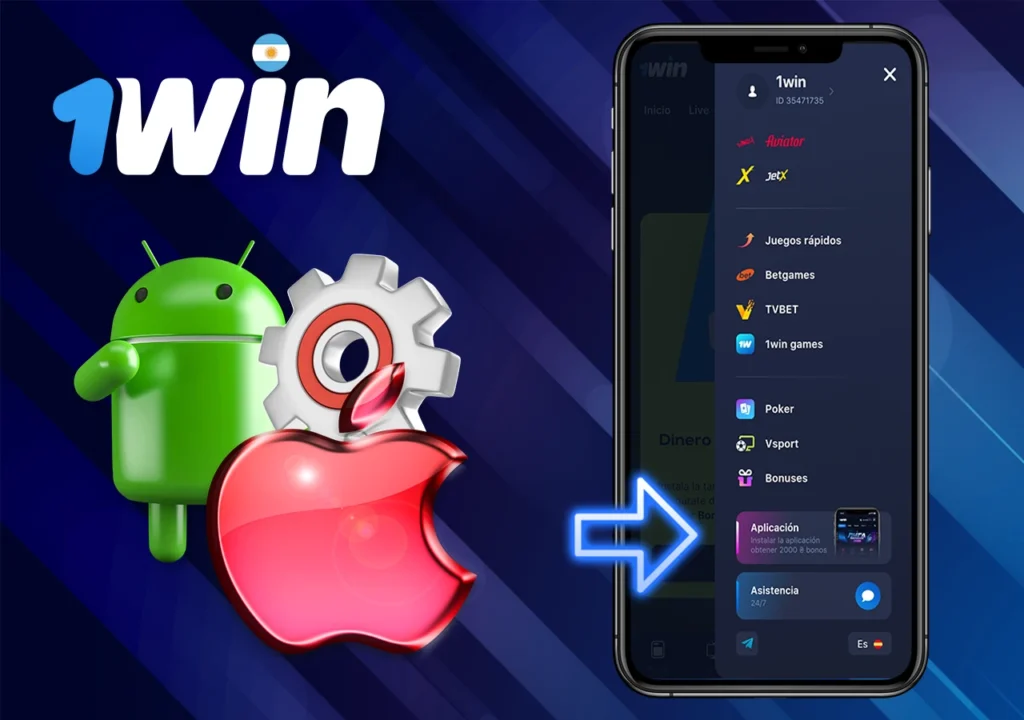 1win
1win
Inicio Live
1win
ID 35471735
Aviator
JetX
Juegos rápidos
Betgames
TVBET
1win games
Poker
Vsport
Bonuses
Dinero
Aplicación
Instalar la aplicación
obtener 2000 ₴ bonos
Asistencia
24/7
Es